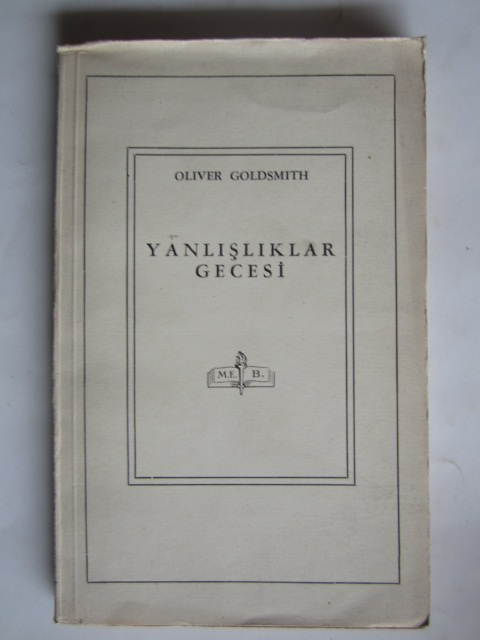 OLIVER GOLDSMITH
YANLIŞLIKLAR
GECESİ
M.E. B.